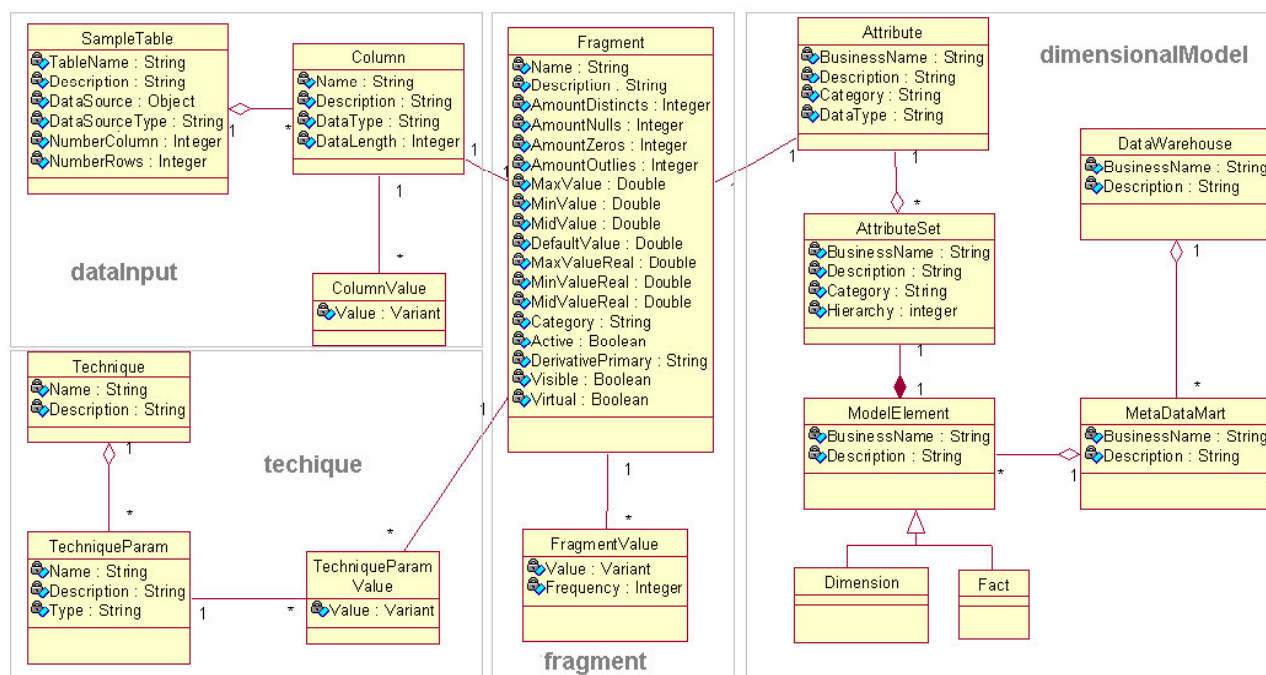 SampleTable
TableName : String
Description : String
DataSource : Object
DataSourceType : String
NumberColumn : Integer
NumberRows : Integer
1
*
Column
Name : String
Description : String
DataType : String
DataLength : Integer
1
1
1
*
ColumnValue
Value : Variant
dataInput
Technique
Name : String
Description : String
1
*
techique
TechniqueParam
Name : String
Description : String
Type : String
1
*
TechniqueParam
Value
Value : Variant
*
1
Fragment
Name : String
Description : String
AmountDistincts : Integer
AmountNulls : Integer
AmountZeros : Integer
AmountOutlies : Integer
MaxValue : Double
MinValue : Double
MidValue : Double
DefaultValue : Double
MaxValueReal : Double
MinValueReal : Double
MidValueReal : Double
Category : String
Active : Boolean
DerivativePrimary : String
Visible : Boolean
Virtual : Boolean
1
*
FragmentValue
Value : Variant
Frequency : Integer
fragment
1
1
Attribute
BusinessName : String
Description : String
Category : String
DataType : String
1
*
dimensionalModel
AttributeSet
BusinessName : String
Description : String
Category : String
Hierarchy : integer
1
1
DataWarehouse
BusinessName : String
Description : String
1
*
ModelElement
BusinessName : String
Description : String
*
1
MetaDataMart
BusinessName : String
Description : String
Dimension
Fact